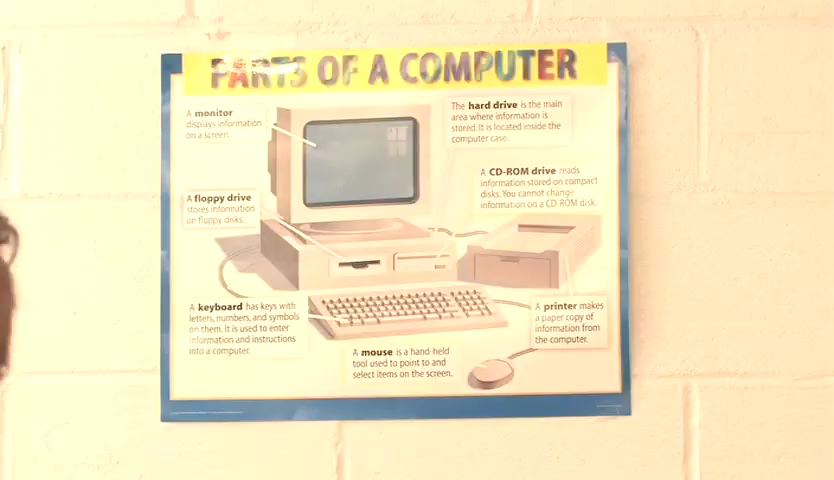 PARTS OF A COMPUTER
A monitor
displays information
on a screen.
The hard drive is the main
area where information is
stored. It is located inside the
computer case.
A CD-ROM drive reads
information stored on compact
disks. You cannot change
information on a CD-ROM disk.
A floppy drive
stores information
on floppy disks.
A keyboard has keys with
letters, numbers, and symbols
on them. It is used to enter
information and instructions
into a computer.
A printer makes
a paper copy of
information from
the computer.
A mouse is a hand-held
tool used to point to and
select items on the screen.